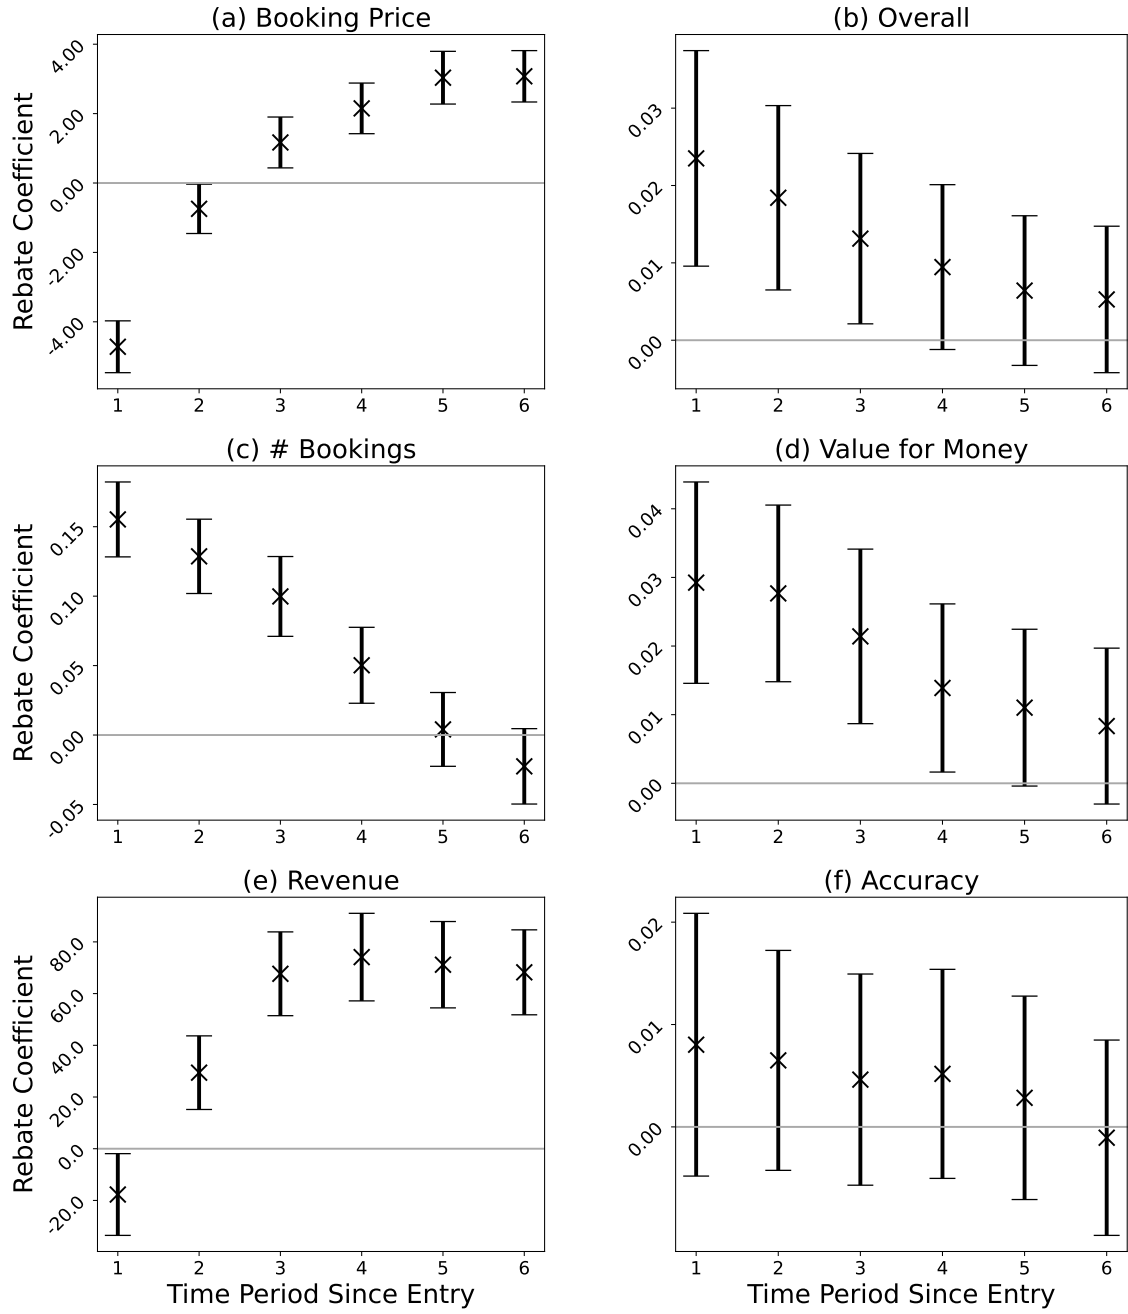 (a) Booking Price
Rebate Coefficient
4.00
2.00
0.00
-2.00
-4.00
1 2 3 4 5 6
(b) Overall
0.03
0.02
0.01
0.00
1 2 3 4 5 6
(c) # Bookings
Rebate Coefficient
0.15
0.10
0.05
0.00
-0.05
1 2 3 4 5 6
(d) Value for Money
0.04
0.03
0.02
0.01
0.00
1 2 3 4 5 6
(e) Revenue
Rebate Coefficient
80.0
60.0
40.0
20.0
0.0
-20.0
1 2 3 4 5 6
Time Period Since Entry
(f) Accuracy
0.02
0.01
0.00
1 2 3 4 5 6
Time Period Since Entry